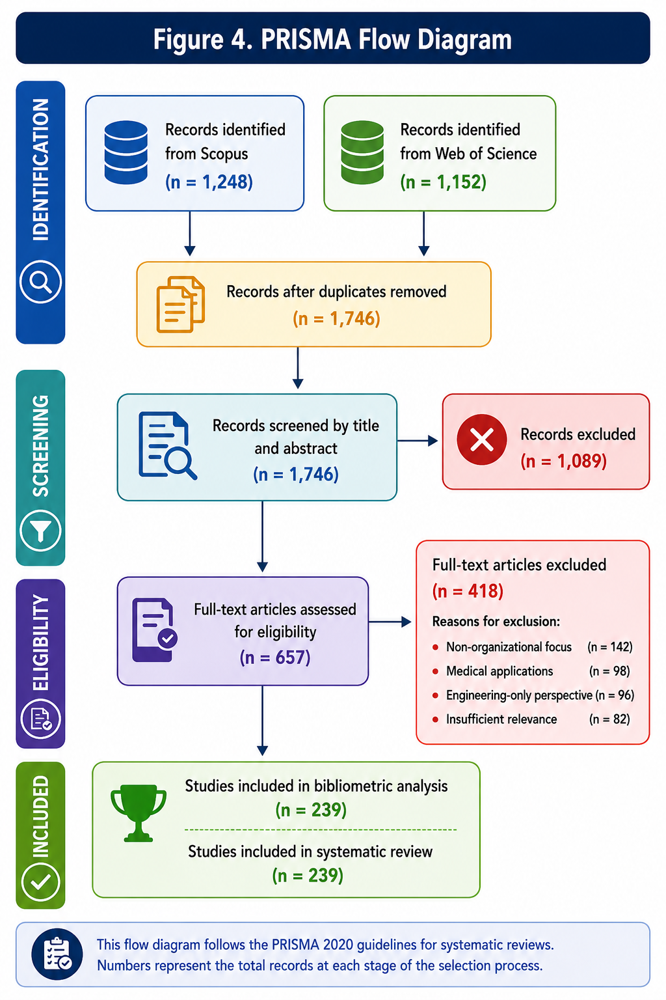 Figure 4. PRISMA Flow Diagram
IDENTIFICATION
Records identified
from Scopus
(n = 1,248)
Records identified
from Web of Science
(n = 1,152)
Records after duplicates removed
(n = 1,746)
SCREENING
Records screened by title
and abstract
(n = 1,746)
Records excluded
(n = 1,089)
ELIGIBILITY
Full-text articles assessed
for eligibility
(n = 657)
Full-text articles excluded
(n = 418)
Reasons for exclusion:
• Non-organizational focus (n = 142)
• Medical applications (n = 98)
• Engineering-only perspective (n = 96)
• Insufficient relevance (n = 82)
INCLUDED
Studies included in bibliometric analysis
(n = 239)
Studies included in systematic review
(n = 239)
This flow diagram follows the PRISMA 2020 guidelines for systematic reviews.
Numbers represent the total records at each stage of the selection process.